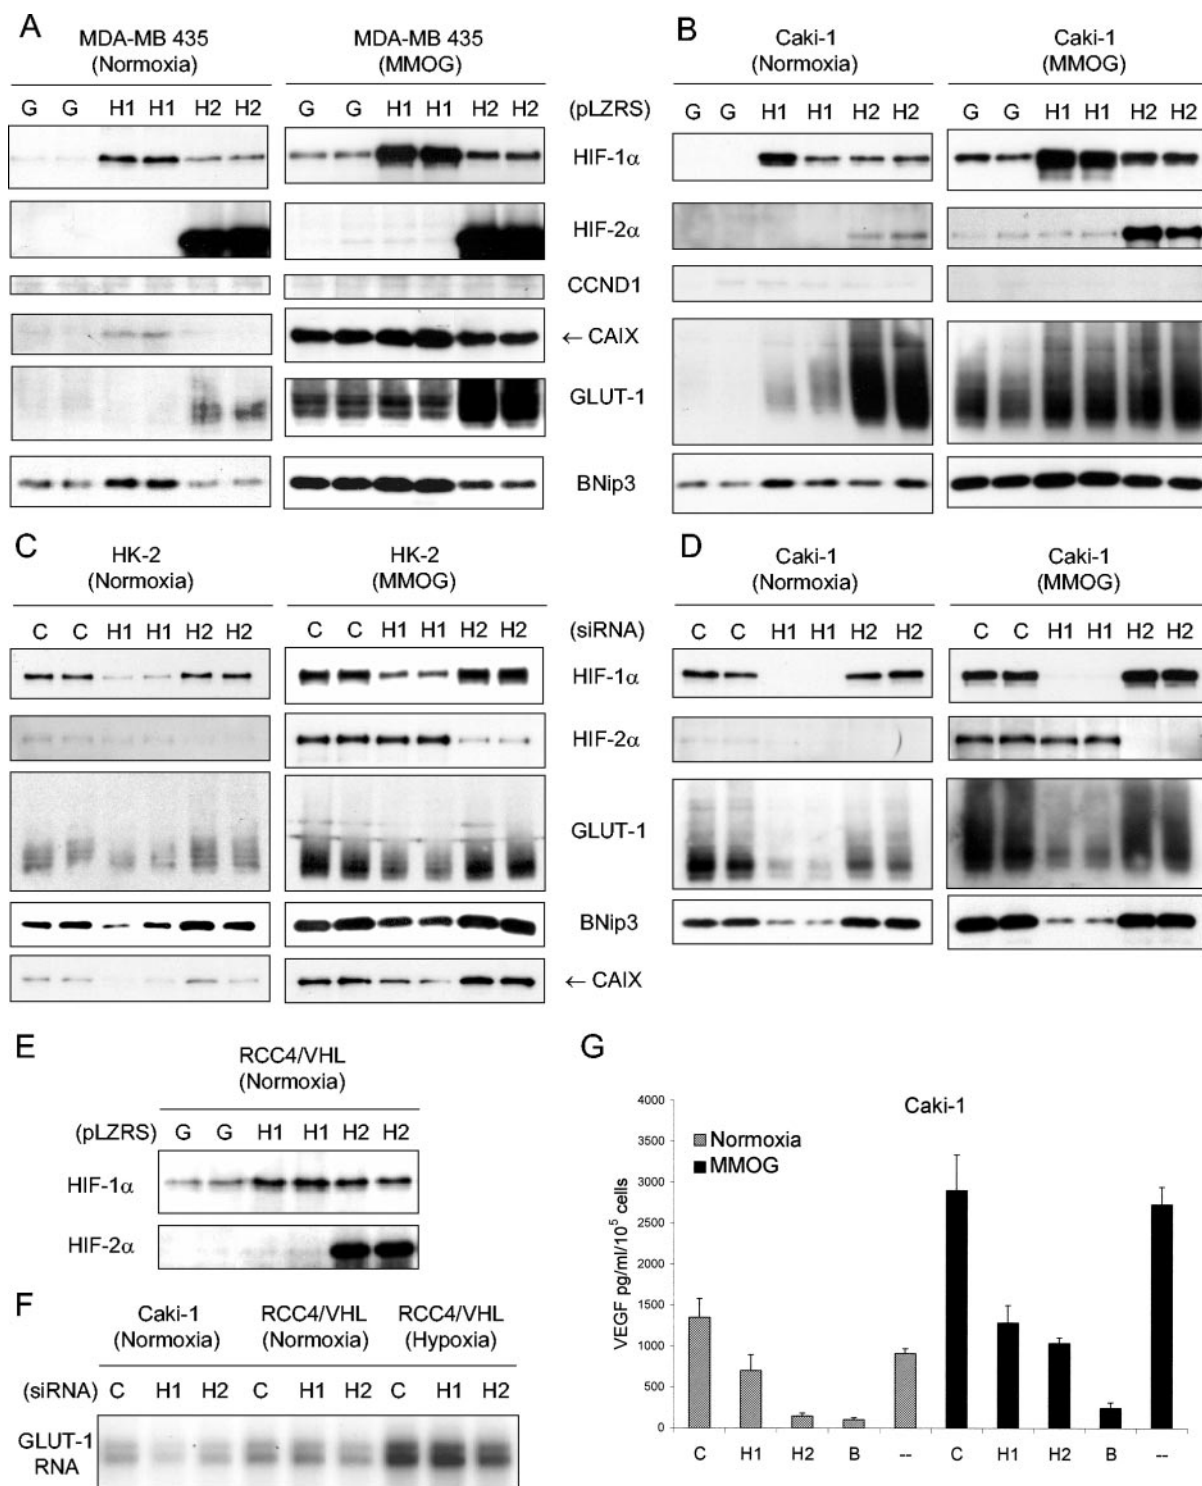 A
MDA-MB 435
(Normoxia)
MDA-MB 435
(MMOG)
G G H1 H1 H2 H2
G G H1 H1 H2 H2
(pLZRS)
HIF-1α
HIF-2α
CCND1
← CAIX
GLUT-1
BNip3
B
Caki-1
(Normoxia)
Caki-1
(MMOG)
G G H1 H1 H2 H2
G G H1 H1 H2 H2
C
HK-2
(Normoxia)
HK-2
(MMOG)
C C H1 H1 H2 H2
C C H1 H1 H2 H2
(siRNA)
HIF-1α
HIF-2α
GLUT-1
BNip3
← CAIX
D
Caki-1
(Normoxia)
Caki-1
(MMOG)
C C H1 H1 H2 H2
C C H1 H1 H2 H2
E
RCC4/VHL
(Normoxia)
(pLZRS) G G H1 H1 H2 H2
HIF-1α
HIF-2α
F
Caki-1
(Normoxia)
RCC4/VHL
(Normoxia)
RCC4/VHL
(Hypoxia)
(siRNA) C H1 H2 C H1 H2 C H1 H2
GLUT-1
RNA
G
Caki-1
Normoxia
MMOG
VEGF pg/ml/10⁵ cells
4000
3500
3000
2500
2000
1500
1000
500
0
C H1 H2 B -- C H1 H2 B --